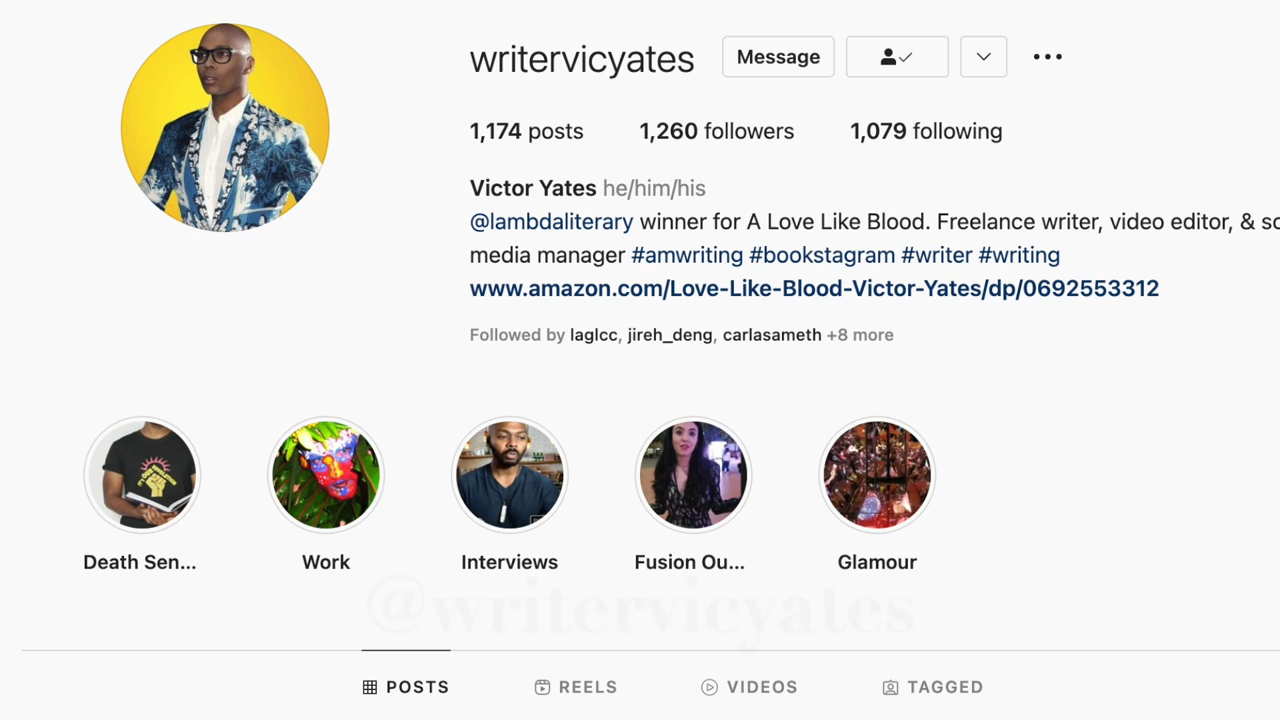 writervicyates Message
1,174 posts 1,260 followers 1,079 following
Victor Yates he/him/his
@lambdaliterary winner for A Love Like Blood. Freelance writer, video editor, & so
media manager #amwriting #bookstagram #writer #writing
www.amazon.com/Love-Like-Blood-Victor-Yates/dp/0692553312
Followed by laglcc, jireh_deng, carlasameth +8 more
Death Sen... Work Interviews Fusion Ou... Glamour
@writervicyates
POSTS REELS VIDEOS TAGGED